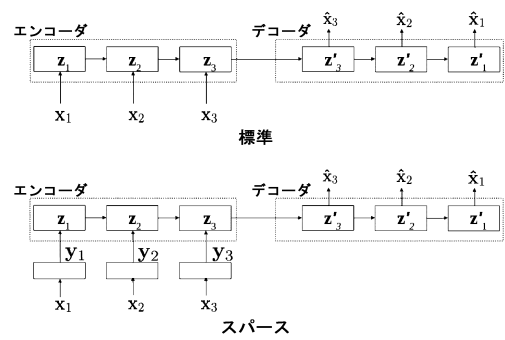 エンコーダ デコーダ
x̂₃ x̂₂ x̂₁
z₁ z₂ z₃ z'₃ z'₂ z'₁
x₁ x₂ x₃
標準
エンコーダ デコーダ
x̂₃ x̂₂ x̂₁
z₁ z₂ z₃ z'₃ z'₂ z'₁
y₁ y₂ y₃
x₁ x₂ x₃
スパース